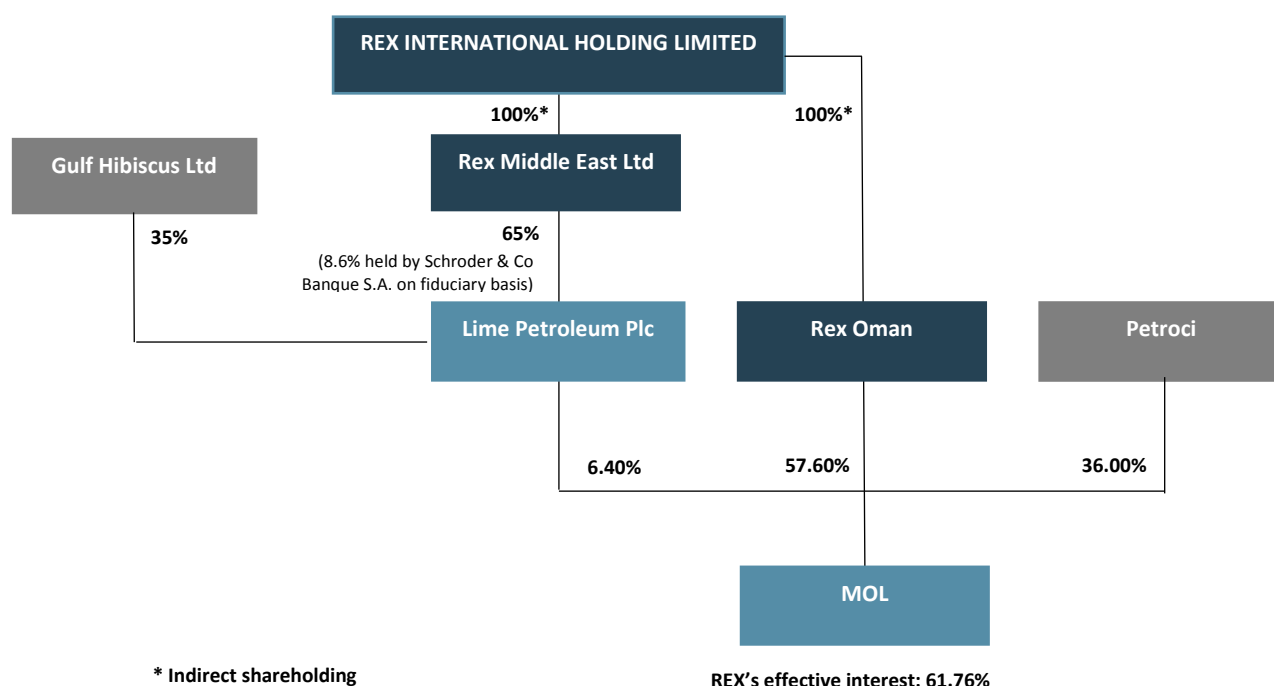 REX INTERNATIONAL HOLDING LIMITED
100%*
100%*
Gulf Hibiscus Ltd
Rex Middle East Ltd
35%
65%
(8.6% held by Schroder & Co
Banque S.A. on fiduciary basis)
Lime Petroleum Plc
Rex Oman
Petroci
6.40%
57.60%
36.00%
MOL
* Indirect shareholding
REX's effective interest: 61.76%